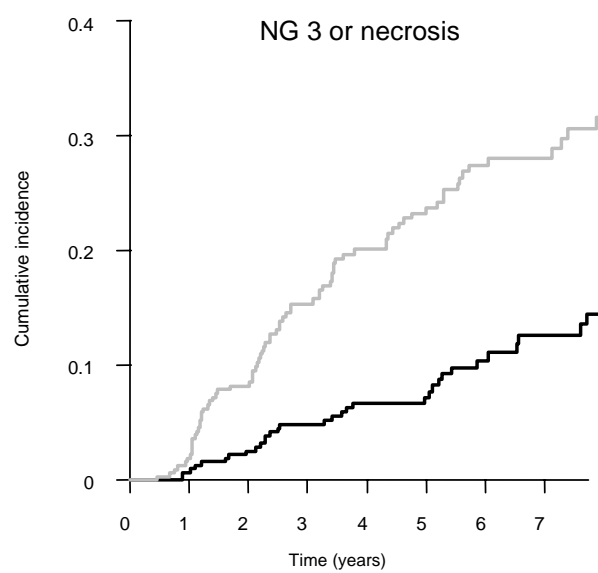 NG 3 or necrosis
0.4
0.3
0.2
0.1
0
Cumulative incidence
0 1 2 3 4 5 6 7
Time (years)